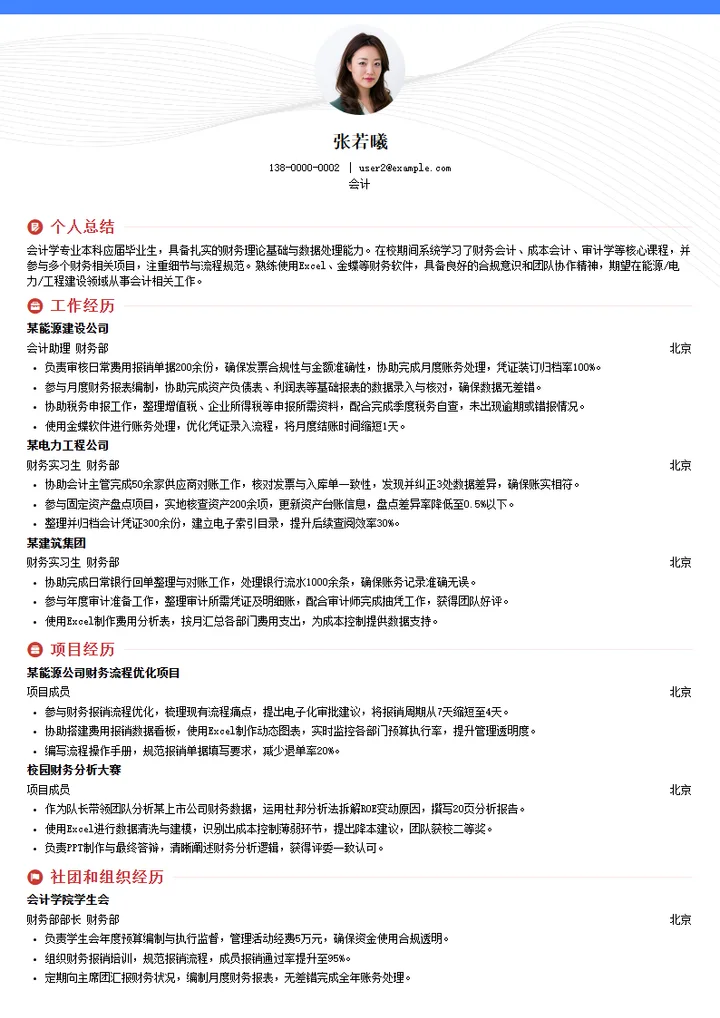 张若曦
138-0000-0002 | user2@example.com
会计
个人总结
会计学专业本科应届毕业生，具备扎实的财务理论基础与数据处理能力。在校期间系统学习了财务会计、成本会计、审计学等核心课程，并
参与多个财务相关项目，注重细节与流程规范。熟练使用Excel、金蝶等财务软件，具备良好的合规意识和团队协作精神，期望在能源/电
力/工程建设领域从事会计相关工作。
工作经历
某能源建设公司
会计助理 财务部 北京
• 负责审核日常费用报销单据200余份，确保发票合规性与金额准确性，协助完成月度账务处理，凭证装订归档率100%。
• 参与月度财务报表编制，协助完成资产负债表、利润表等基础报表的数据录入与核对，确保数据无差错。
• 协助税务申报工作，整理增值税、企业所得税等申报所需资料，配合完成季度税务自查，未出现逾期或错报情况。
• 使用金蝶软件进行账务处理，优化凭证录入流程，将月度结账时间缩短1天。
某电力工程公司
财务实习生 财务部 北京
• 协助会计主管完成50余家供应商对账工作，核对发票与入库单一致性，发现并纠正3处数据差异，确保账实相符。
• 参与固定资产盘点项目，实地核查资产200余项，更新资产台账信息，盘点差异率降低至0.5%以下。
• 整理并归档会计凭证300余份，建立电子索引目录，提升后续查阅效率30%。
某建筑集团
财务实习生 财务部 北京
• 协助完成日常银行回单整理与对账工作，处理银行流水1000余条，确保账务记录准确无误。
• 参与年度审计准备工作，整理审计所需凭证及明细账，配合审计师完成抽凭工作，获得团队好评。
• 使用Excel制作费用分析表，按月汇总各部门费用支出，为成本控制提供数据支持。
项目经历
某能源公司财务流程优化项目
项目成员 北京
• 参与财务报销流程优化，梳理现有流程痛点，提出电子化审批建议，将报销周期从7天缩短至4天。
• 协助搭建费用报销数据看板，使用Excel制作动态图表，实时监控各部门预算执行率，提升管理透明度。
• 编写流程操作手册，规范报销单据填写要求，减少退单率20%。
校园财务分析大赛
项目成员 北京
• 作为队长带领团队分析某上市公司财务数据，运用杜邦分析法拆解ROE变动原因，撰写20页分析报告。
• 使用Excel进行数据清洗与建模，识别出成本控制薄弱环节，提出降本建议，团队获校二等奖。
• 负责PPT制作与最终答辩，清晰阐述财务分析逻辑，获得评委一致认可。
社团和组织经历
会计学院学生会
财务部部长 财务部 北京
• 负责学生会年度预算编制与执行监督，管理活动经费5万元，确保资金使用合规透明。
• 组织财务报销培训，规范报销流程，成员报销通过率提升至95%。
• 定期向主席团汇报财务状况，编制月度财务报表，无差错完成全年账务处理。